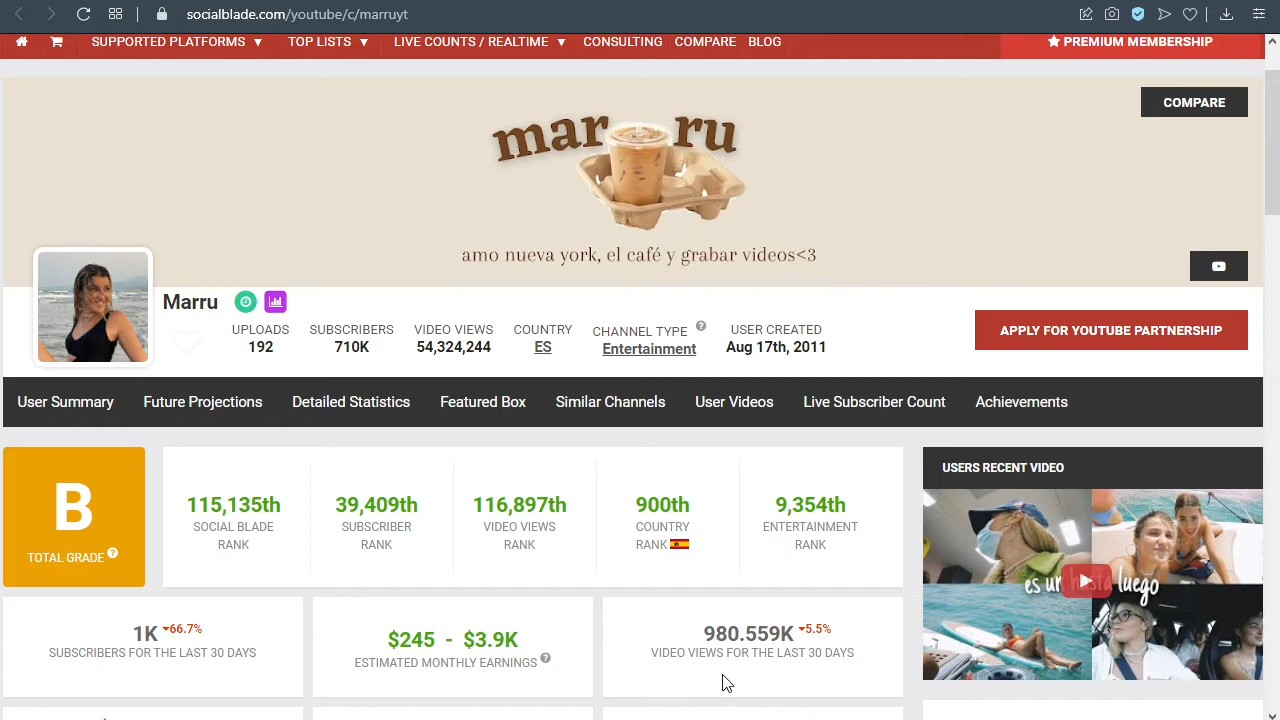 socialblade.com/youtube/c/marruyt
SUPPORTED PLATFORMS TOP LISTS LIVE COUNTS / REALTIME CONSULTING COMPARE BLOG PREMIUM MEMBERSHIP
COMPARE
mar ru
amo nueva york, el café y grabar videos<3
Marru
UPLOADS SUBSCRIBERS VIDEO VIEWS COUNTRY CHANNEL TYPE ? USER CREATED
192 710K 54,324,244 ES Entertainment Aug 17th, 2011
APPLY FOR YOUTUBE PARTNERSHIP
User Summary Future Projections Detailed Statistics Featured Box Similar Channels User Videos Live Subscriber Count Achievements
B
TOTAL GRADE ?
115,135th 39,409th 116,897th 900th 9,354th
SOCIAL BLADE SUBSCRIBER VIDEO VIEWS COUNTRY ENTERTAINMENT
RANK RANK RANK RANK RANK
USERS RECENT VIDEO
es un hasta luego
1K 66.7%
SUBSCRIBERS FOR THE LAST 30 DAYS
$245 - $3.9K
ESTIMATED MONTHLY EARNINGS ?
980.559K 5.5%
VIDEO VIEWS FOR THE LAST 30 DAYS